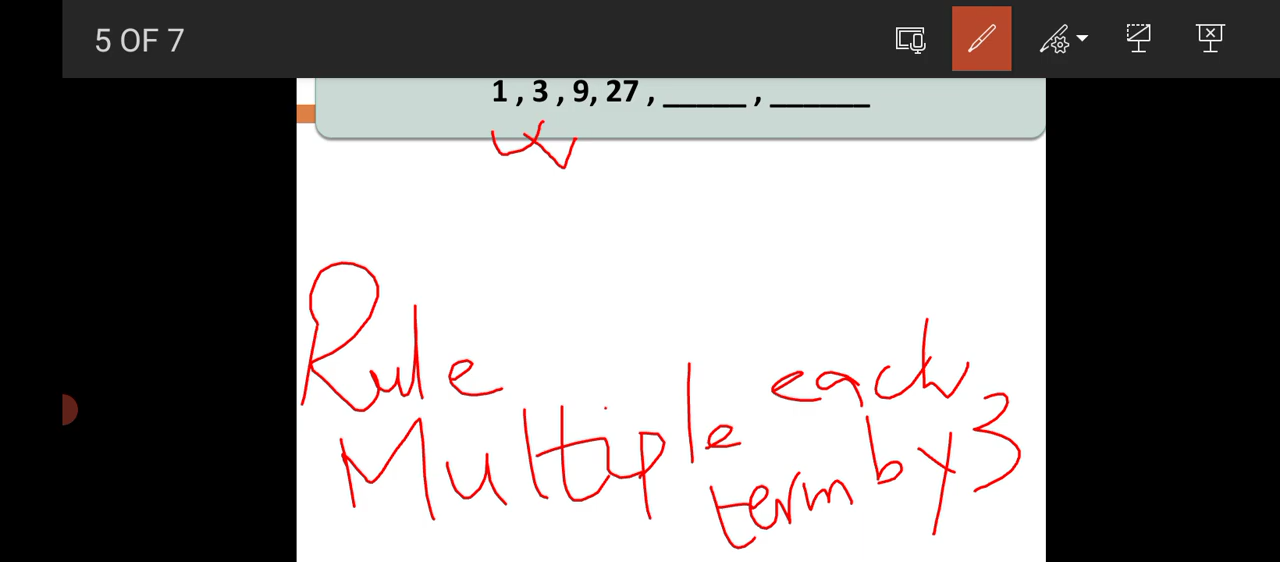 5 OF 7
1 , 3 , 9, 27 , _____ , ______
Rule
Multiple each
term by 3